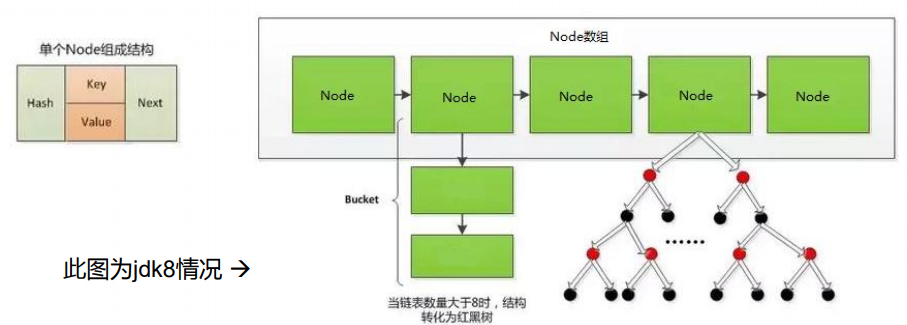 Node数组
单个Node组成结构
Hash
Key
Value
Next
Node
Node
Node
Node
Node
Bucket
此图为jdk8情况 →
当链表数量大于8时，结构
转化为红黑树